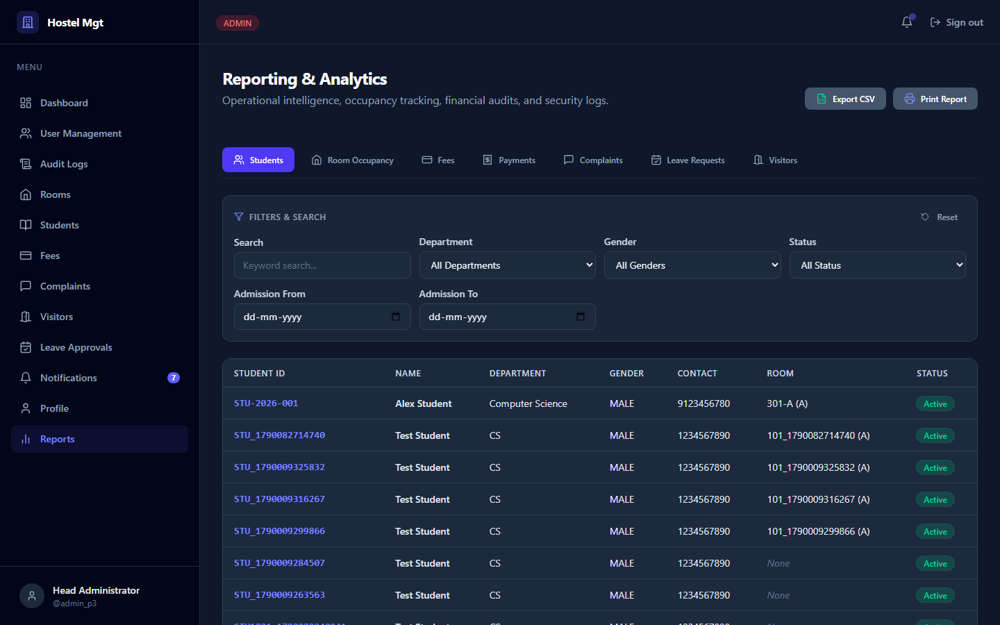 Hostel Mgt
ADMIN
Sign out
MENU
Dashboard
User Management
Audit Logs
Rooms
Students
Fees
Complaints
Visitors
Leave Approvals
Notifications 7
Profile
Reports
Head Administrator
@admin_p3
Reporting & Analytics
Operational intelligence, occupancy tracking, financial audits, and security logs.
Export CSV
Print Report
Students Room Occupancy Fees Payments Complaints Leave Requests Visitors
FILTERS & SEARCH
Reset
Search Department Gender Status
Keyword search... All Departments All Genders All Status
Admission From Admission To
dd-mm-yyyy dd-mm-yyyy
STUDENT ID NAME DEPARTMENT GENDER CONTACT ROOM STATUS
STU-2026-001 Alex Student Computer Science MALE 9123456780 301-A (A) Active
STU_1790082714740 Test Student CS MALE 1234567890 101_1790082714740 (A) Active
STU_1790009325832 Test Student CS MALE 1234567890 101_1790009325832 (A) Active
STU_1790009316267 Test Student CS MALE 1234567890 101_1790009316267 (A) Active
STU_1790009299866 Test Student CS MALE 1234567890 101_1790009299866 (A) Active
STU_1790009284507 Test Student CS MALE 1234567890 None Active
STU_1790009263563 Test Student CS MALE 1234567890 None Active